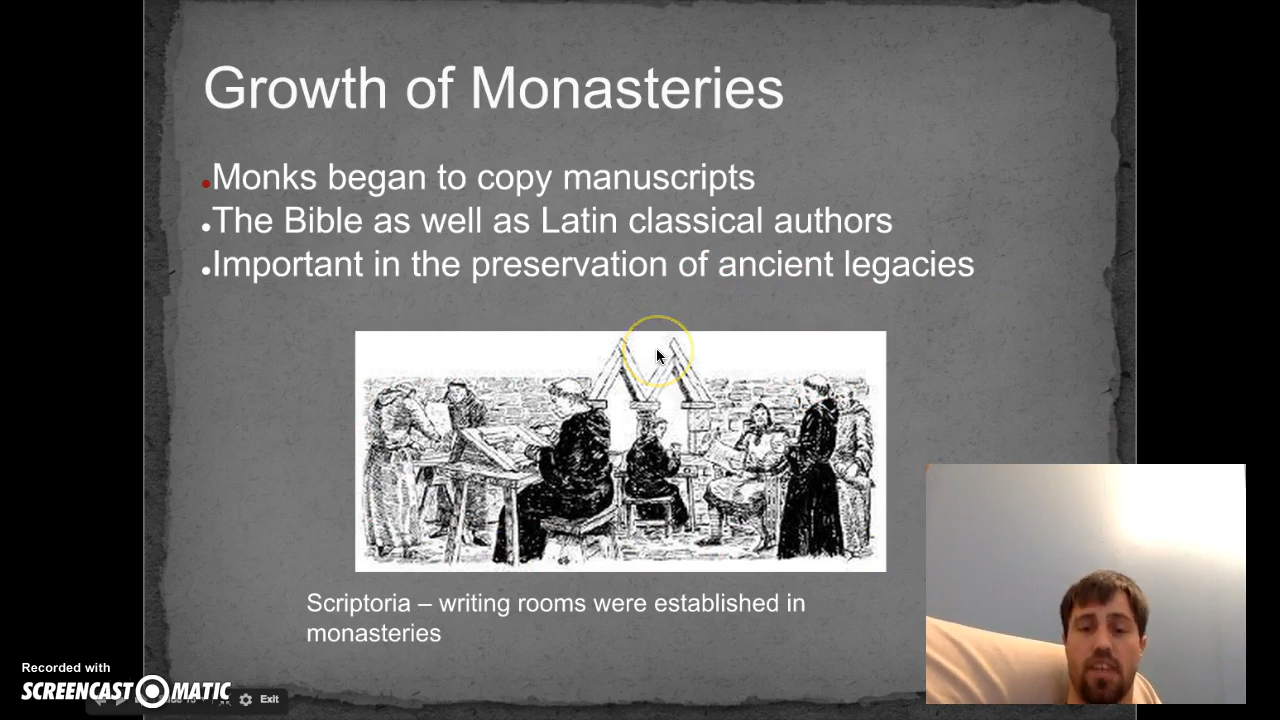 Growth of Monasteries
•Monks began to copy manuscripts
•The Bible as well as Latin classical authors
•Important in the preservation of ancient legacies
Scriptoria – writing rooms were established in
monasteries
Recorded with
SCREENCAST MATIC
Exit